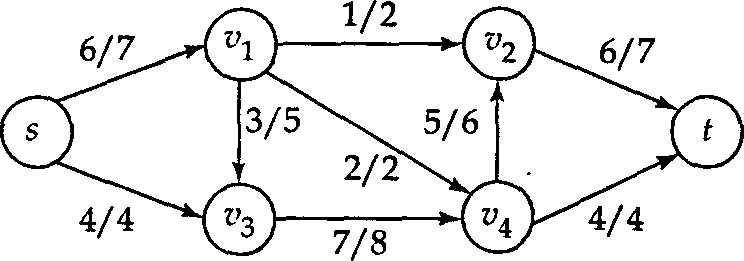 1/2
6/7 v1 v2 6/7
s 3/5 5/6 t
2/2
4/4 v3 v4 4/4
7/8